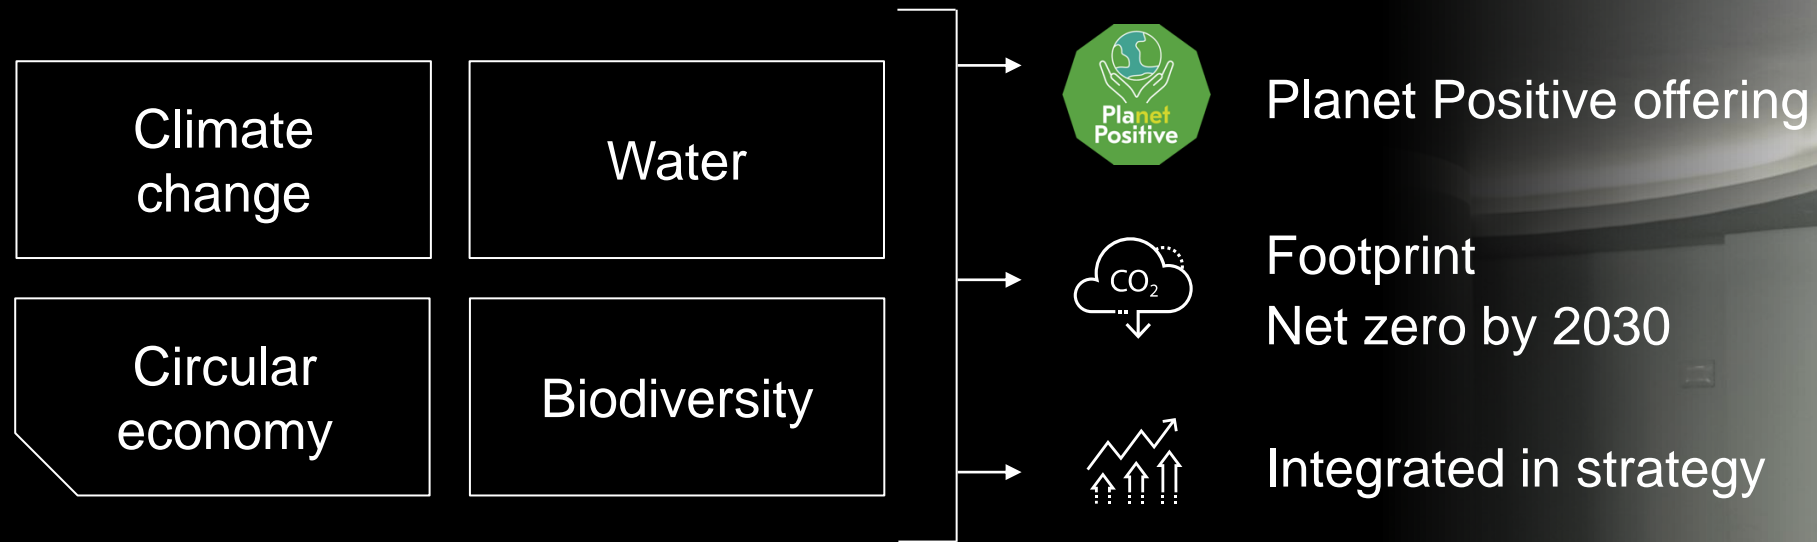 Climate
change
Water
Circular
economy
Biodiversity
Planet
Positive
Planet Positive offering
CO₂
Footprint
Net zero by 2030
Integrated in strategy